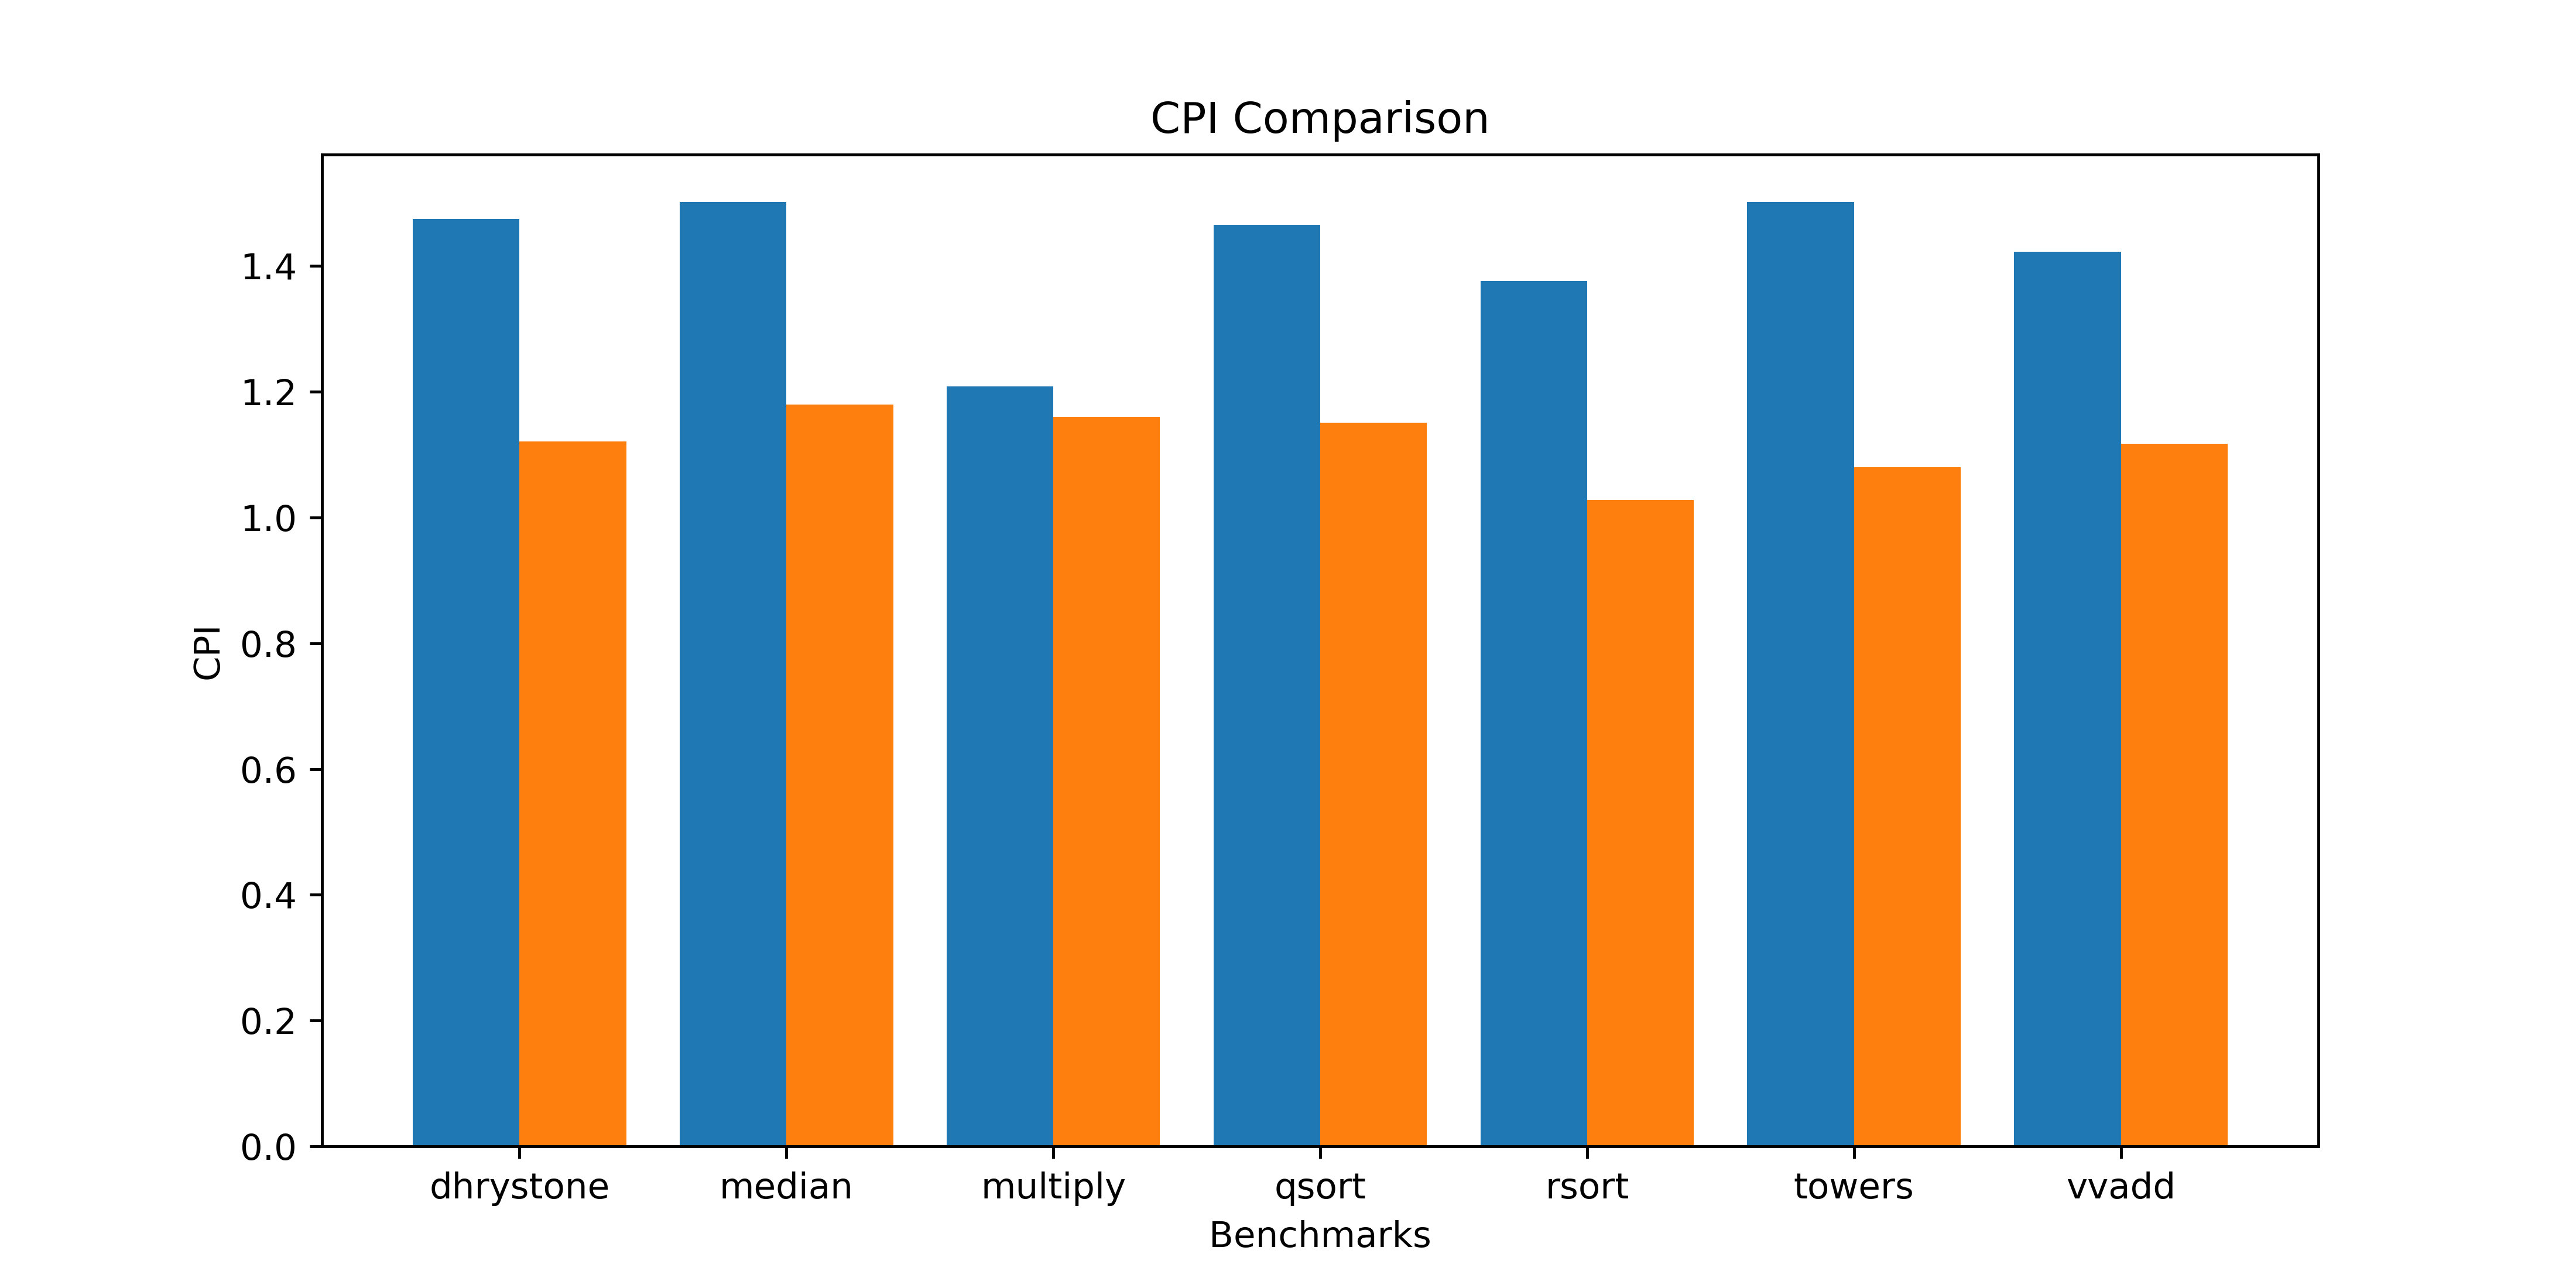 CPI Comparison
CPI
1.4
1.2
1.0
0.8
0.6
0.4
0.2
0.0
dhrystone median multiply qsort rsort towers vvadd
Benchmarks